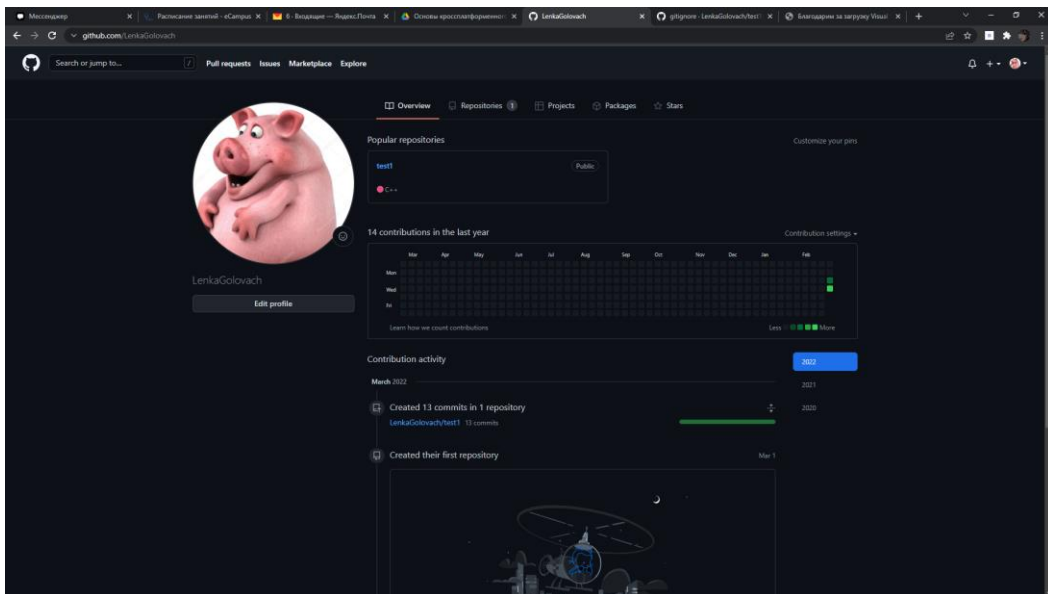 Мессенджер
Расписание занятий - eCampus
6 · Входящие — Яндекс.Почта
Основы кроссплатформенног
LenkaGolovach
gitignore · LenkaGolovach/test1
Благодарим за загрузку Visual
github.com/LenkaGolovach
Search or jump to...
/
Pull requests Issues Marketplace Explore
Overview
Repositories 1
Projects
Packages
Stars
Popular repositories
Customize your pins
test1
Public
C++
14 contributions in the last year
Contribution settings
Mar Apr May Jun Jul Aug Sep Oct Nov Dec Jan Feb
Mon
Wed
Fri
Learn how we count contributions
Less
More
LenkaGolovach
Edit profile
Contribution activity
2022
2021
2020
March 2022
Created 13 commits in 1 repository
LenkaGolovach/test1 13 commits
Created their first repository
Mar 1